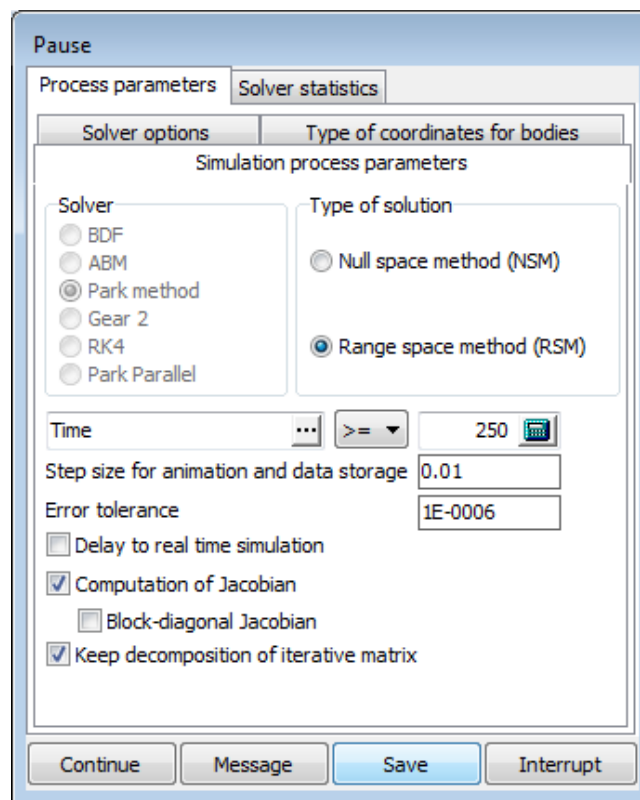 Pause
Process parameters Solver statistics
Solver options Type of coordinates for bodies
Simulation process parameters
Solver Type of solution
BDF
ABM
Park method
Gear 2
RK4
Park Parallel
Null space method (NSM)
Range space method (RSM)
Time ... >= 250
Step size for animation and data storage 0.01
Error tolerance 1E-0006
Delay to real time simulation
Computation of Jacobian
Block-diagonal Jacobian
Keep decomposition of iterative matrix
Continue Message Save Interrupt